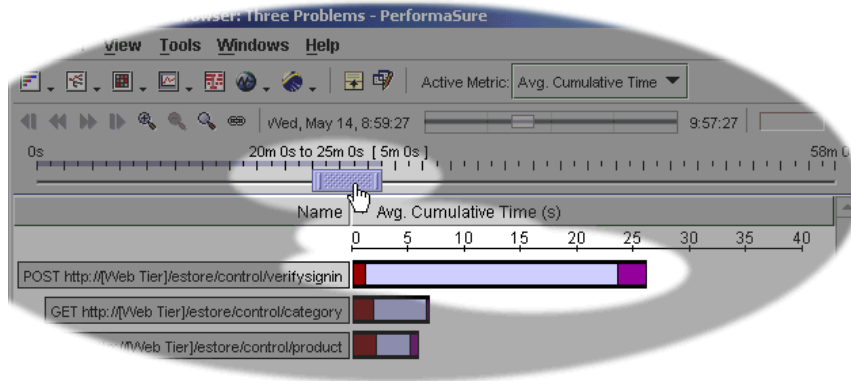 Browser: Three Problems - PerformaSure
View Tools Windows Help
Active Metric: Avg. Cumulative Time
Wed, May 14, 8:59:27 9:57:27
0s 20m 0s to 25m 0s [ 5m 0s ] 58m
Name Avg. Cumulative Time (s)
0 5 10 15 20 25 30 35 40
POST http://[Web Tier]/estore/control/verifysignin
GET http://[Web Tier]/estore/control/category
Tier]/estore/control/product